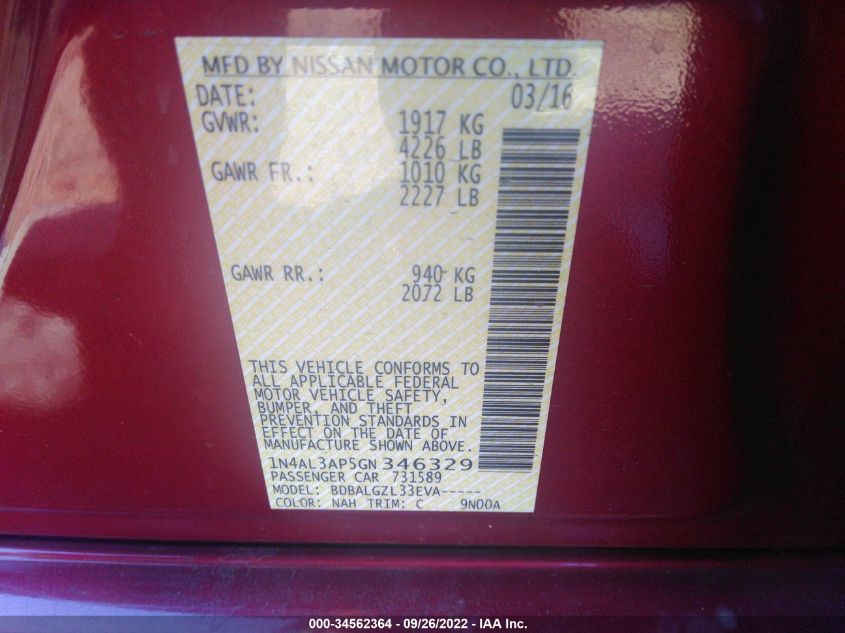 MFD BY NISSAN MOTOR CO., LTD.
DATE: 03/16
GVWR: 1917 KG
4226 LB
GAWR FR.: 1010 KG
2227 LB
GAWR RR.: 940 KG
2072 LB
THIS VEHICLE CONFORMS TO
ALL APPLICABLE FEDERAL
MOTOR VEHICLE SAFETY,
BUMPER, AND THEFT
PREVENTION STANDARDS IN
EFFECT ON THE DATE OF
MANUFACTURE SHOWN ABOVE.
1N4AL3AP5GN346329
PASSENGER CAR 731589
MODEL: BDBALGZL33EVA-----
COLOR: NAH TRIM: C 9N00A
000-34562364 - 09/26/2022 - IAA Inc.